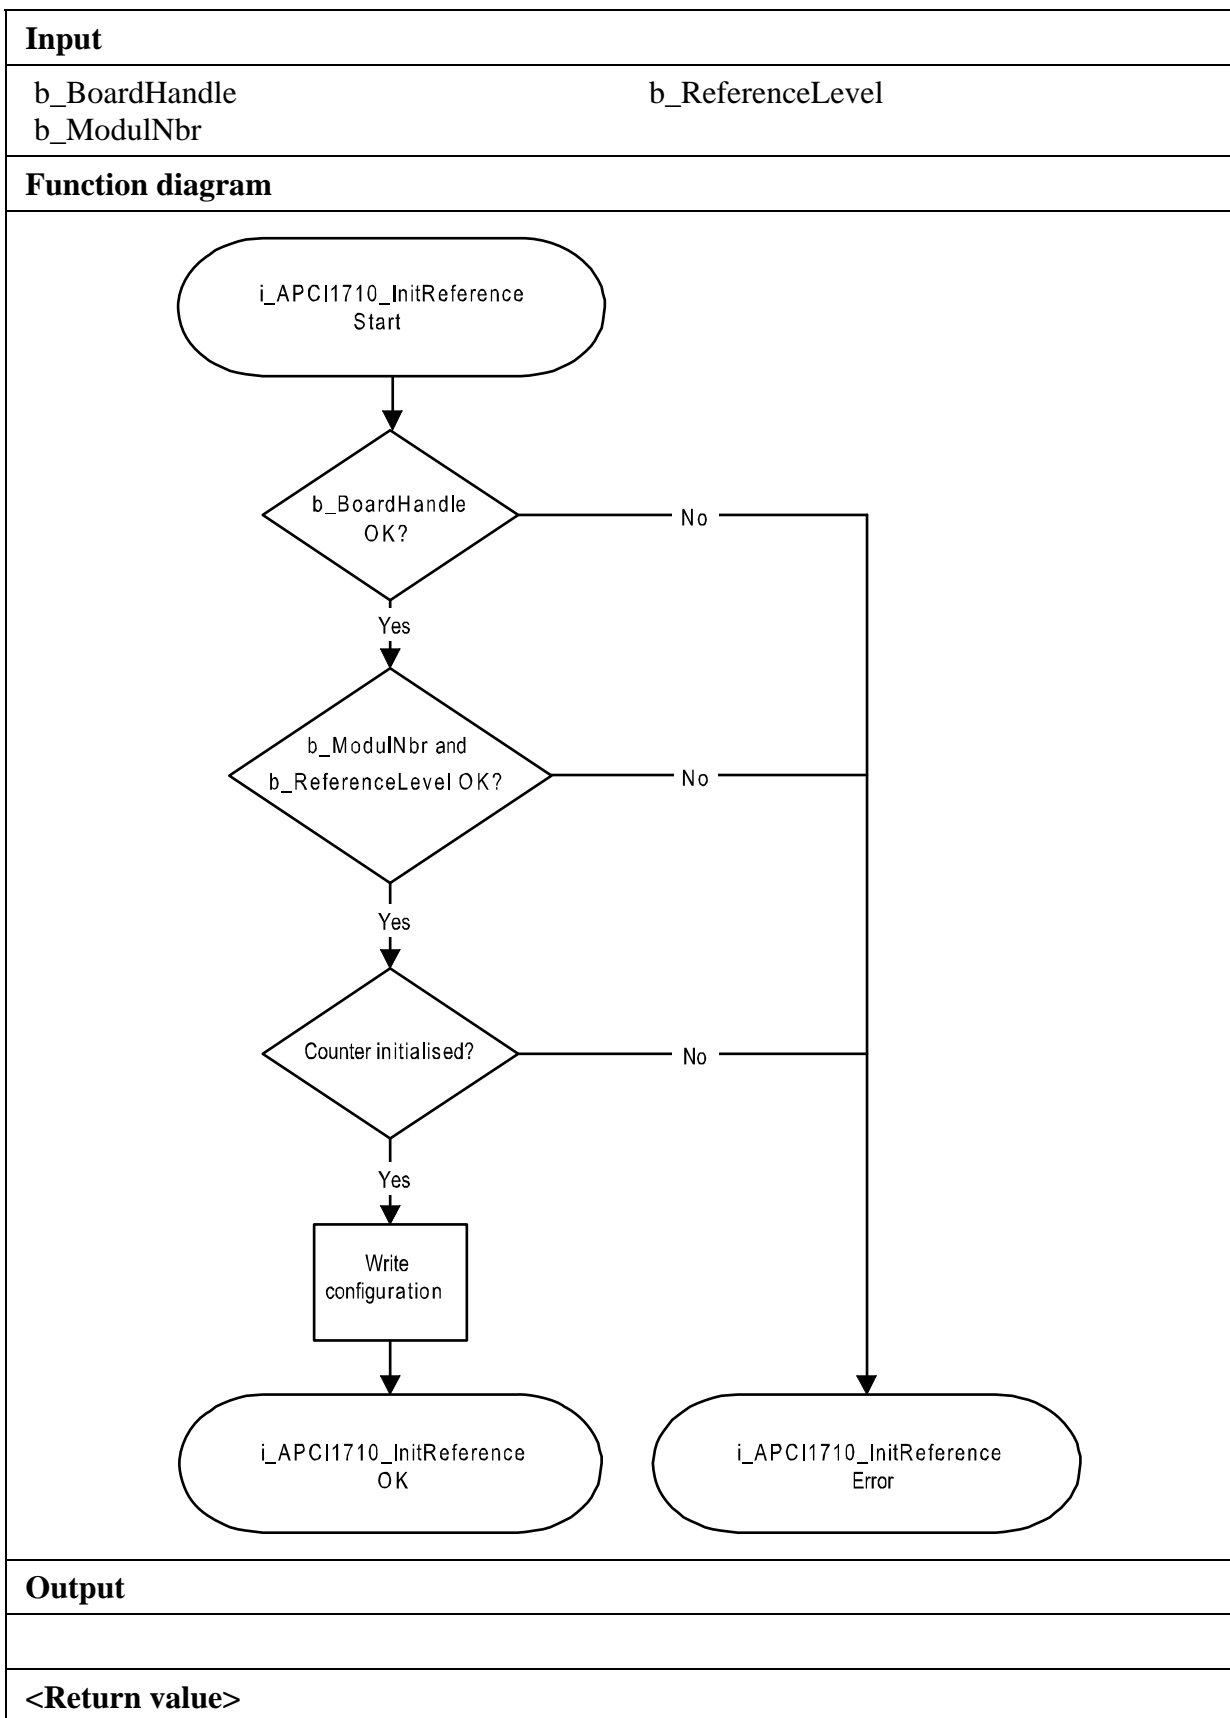 Input
b_BoardHandle b_ReferenceLevel
b_ModulNbr
Function diagram
i_APCI1710_InitReference
Start
b_BoardHandle
OK?
No
Yes
b_ModulNbr and
b_ReferenceLevel OK?
No
Yes
Counter initialised?
No
Yes
Write
configuration
i_APCI1710_InitReference
OK
i_APCI1710_InitReference
Error
Output
<Return value>